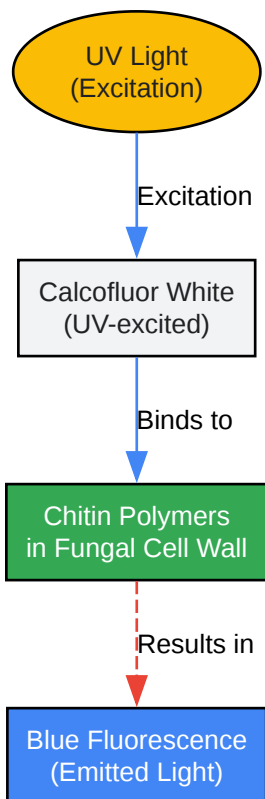 UV Light
(Excitation)
Excitation
Calcofluor White
(UV-excited)
Binds to
Chitin Polymers
in Fungal Cell Wall
Results in
Blue Fluorescence
(Emitted Light)